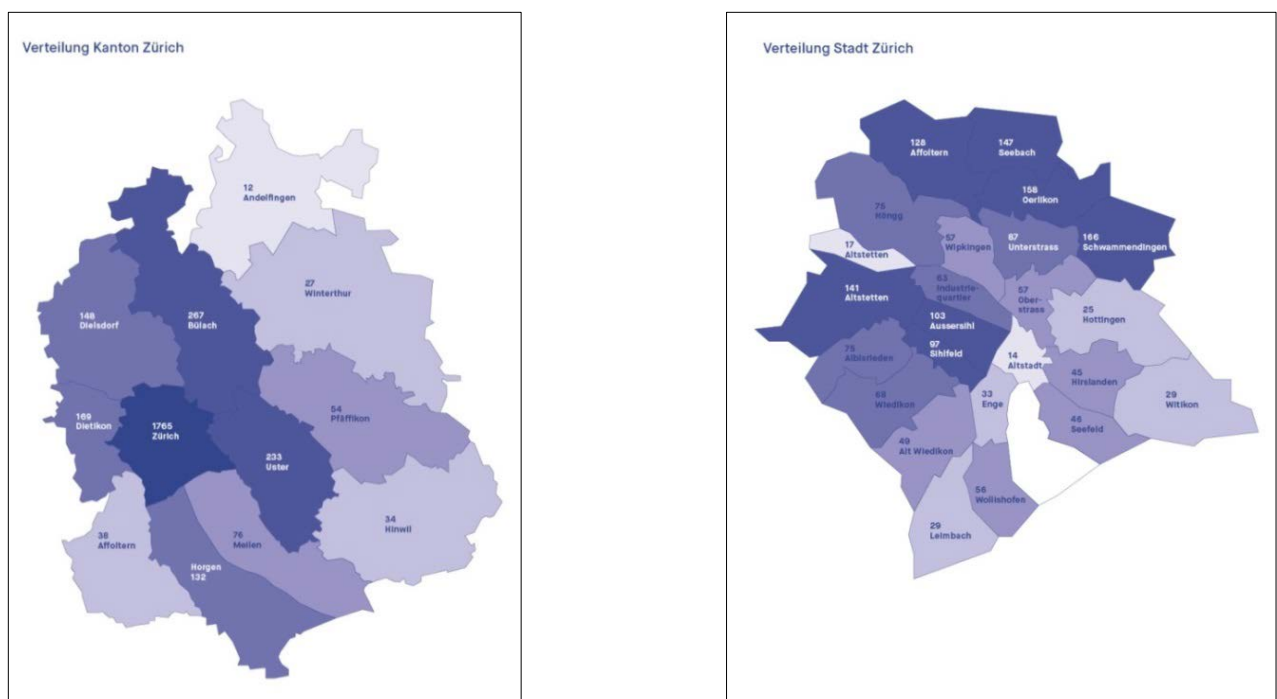 Verteilung Kanton Zürich
12
Andelfingen
27
Winterthur
148
Dielsdorf
267
Bülach
54
Pfäffikon
169
Dietikon
1765
Zürich
233
Uster
34
Hinwil
38
Affoltern
76
Meilen
Horgen
132
Verteilung Stadt Zürich
128
Affoltern
147
Seebach
158
Oerlikon
75
Höngg
57
Wipkingen
87
Unterstrass
166
Schwammendingen
17
Altstetten
141
Altstetten
63
Industrie-
quartier
57
Ober-
strass
25
Hottingen
103
Aussersihl
97
Sihlfeld
75
Albisrieden
14
Altstadt
45
Hirslanden
68
Wiedikon
33
Enge
29
Witikon
46
Seefeld
49
Alt Wiedikon
56
Wollishofen
29
Leimbach